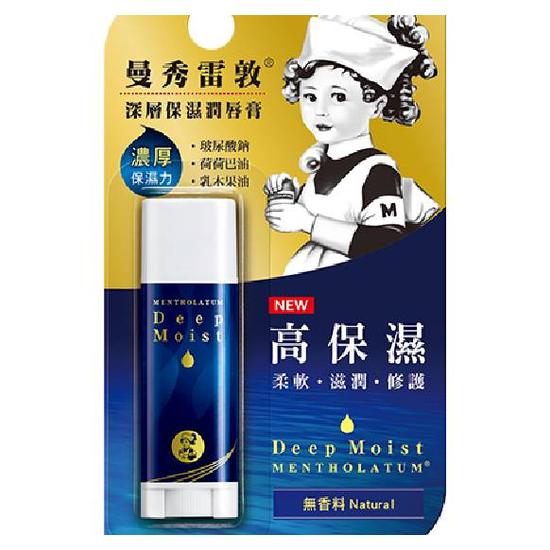 曼秀雷敦®
深層保濕潤唇膏
濃厚
保濕力
・玻尿酸鈉
・荷荷巴油
・乳木果油
M
MENTHOLATUM
Deep
Moist
NEW
高保濕
柔軟・滋潤・修護
Deep Moist
MENTHOLATUM®
無香料 Natural